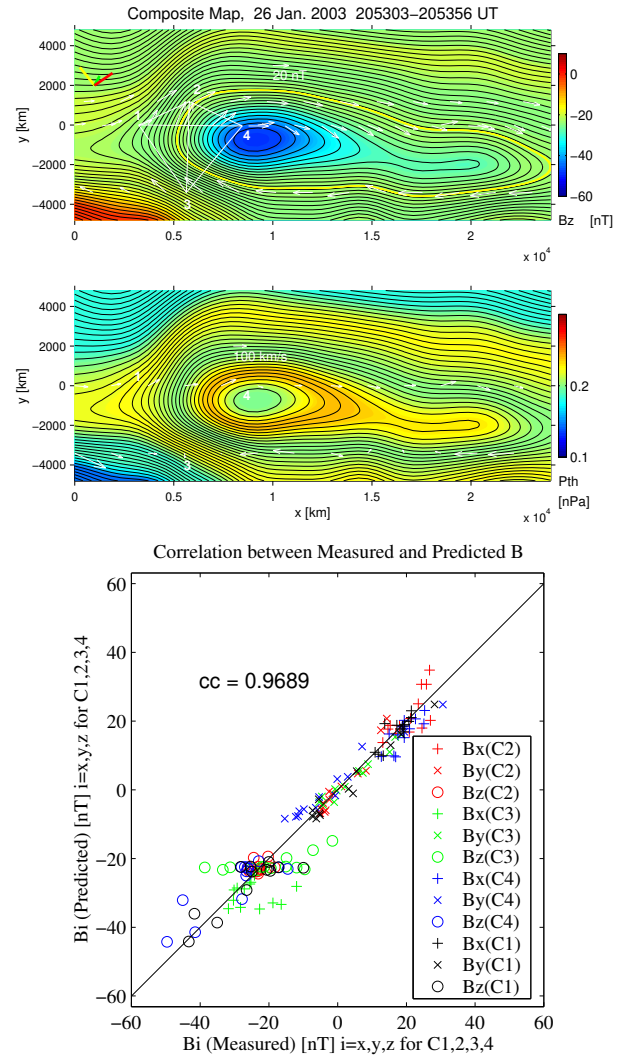 Composite Map, 26 Jan. 2003 205303−205356 UT
4000
2000
0
−2000
−4000
y [km]
20 nT
1
2
3
4
0
−20
−40
−60
Bz [nT]
0
0.5
1
1.5
2
x 10^4
4000
2000
0
−2000
−4000
y [km]
100 km/s
1
4
3
0.2
0.1
Pth
[nPa]
0
0.5
1
1.5
2
x [km]
x 10^4
Correlation between Measured and Predicted B
60
40
20
0
−20
−40
−60
Bi (Predicted) [nT] i=x,y,z for C1,2,3,4
cc = 0.9689
Bx(C2)
By(C2)
Bz(C2)
Bx(C3)
By(C3)
Bz(C3)
Bx(C4)
By(C4)
Bz(C4)
Bx(C1)
By(C1)
Bz(C1)
−60
−40
−20
0
20
40
60
Bi (Measured) [nT] i=x,y,z for C1,2,3,4